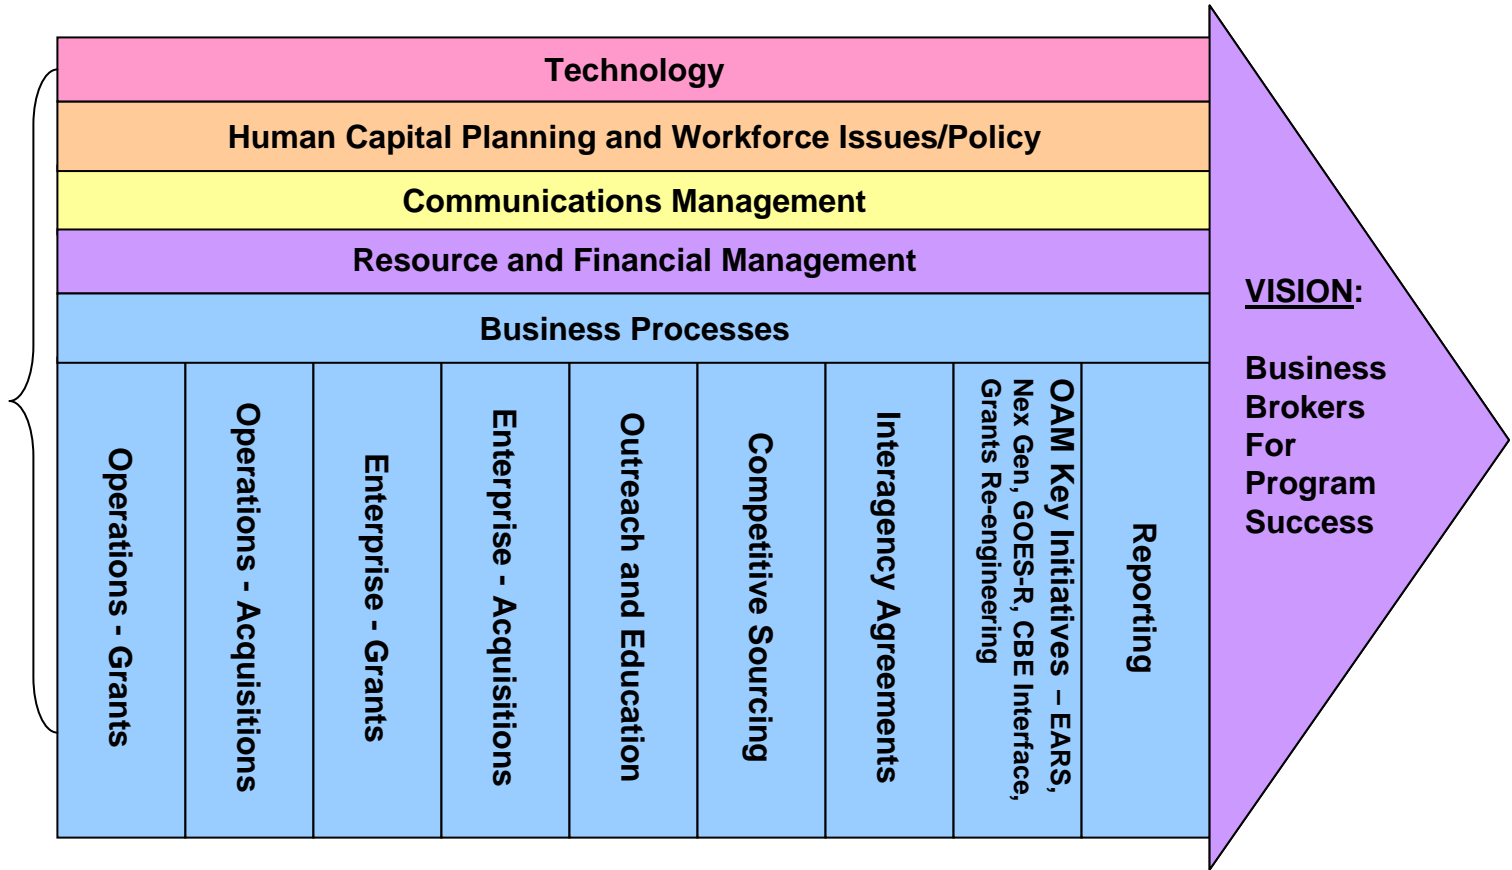 Technology
Human Capital Planning and Workforce Issues/Policy
Communications Management
Resource and Financial Management
Business Processes
Operations - Grants
Operations - Acquisitions
Enterprise - Grants
Enterprise - Acquisitions
Outreach and Education
Competitive Sourcing
Interagency Agreements
OAM Key Initiatives – EARS,
Nex Gen, GOES-R, CBE Interface,
Grants Re-engineering
Reporting
VISION:
Business
Brokers
For
Program
Success